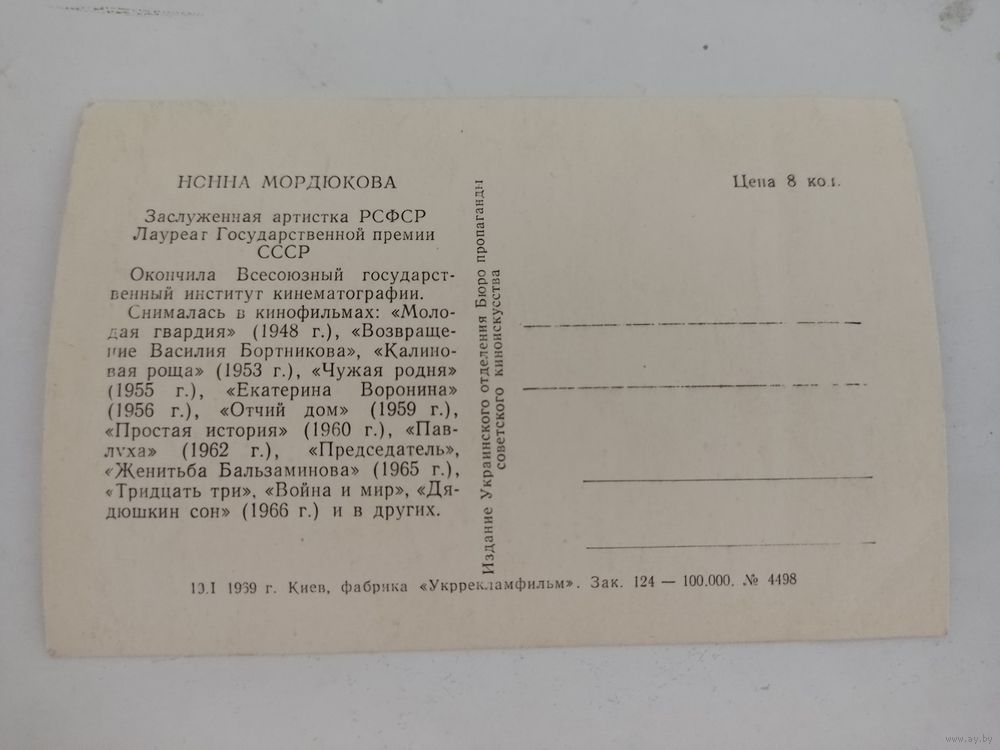 НОННА МОРДЮКОВА
Заслуженная артистка РСФСР
Лауреат Государственной премии
СССР
Окончила Всесоюзный государст-
венный институт кинематографии.
Снималась в кинофильмах: «Моло-
дая гвардия» (1948 г.), «Возвраще-
ние Василия Бортникова», «Калино-
вая роща» (1953 г.), «Чужая родня»
(1955 г.), «Екатерина Воронина»
(1956 г.), «Отчий дом» (1959 г.),
«Простая история» (1960 г.), «Пав-
луха» (1962 г.), «Председатель»,
«Женитьба Бальзаминова» (1965 г.),
«Тридцать три», «Война и мир», «Дя-
дюшкин сон» (1966 г.) и в других.
Издание Украинского отделения Бюро пропаганды
советского киноискусства
Цена 8 коп.
1969 г. Киев, фабрика «Укррекламфильм». Зак. 124 — 100.000. № 4498
www.ay.by